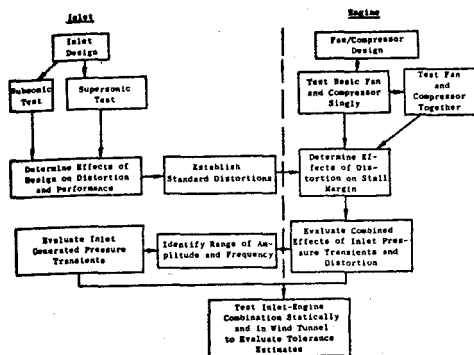 Inlet
Engine
Inlet
Design
Fan/Compressor
Design
Subsonic
Test
Supersonic
Test
Test Basic Fan
and Compressor
Singly
Test Fan
and
Compressor
Together
Determine Effects of
Design on Distortion
and Performance
Establish
Standard Distortions
Determine Ef-
fects of Dis-
tortion on Stall
Margin
Evaluate Inlet
Generated Pressure
Transients
Identify Range of Am-
plitude and Frequency
Evaluate Combined
Effects of Inlet Pres-
sure Transients and
Distortion
Test Inlet-Engine
Combination Statically
and in Wind Tunnel
to Evaluate Tolerance
Estimates